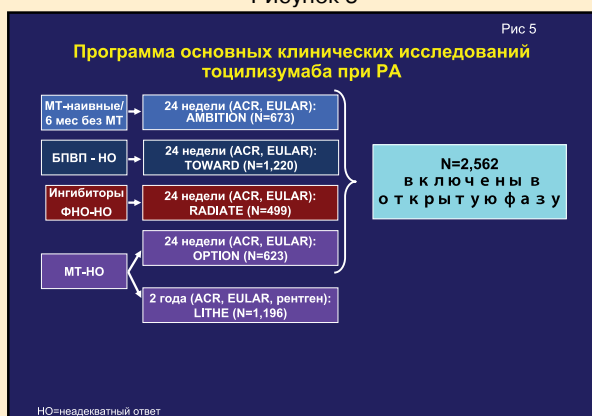 Рис 5
Программа основных клинических исследований
тоцилизумаба при РА
МТ-наивные/
6 мес без МТ
24 недели (ACR, EULAR):
AMBITION (N=673)
БПВП - НО
24 недели (ACR, EULAR):
TOWARD (N=1,220)
Ингибиторы
ФНО-НО
24 недели (ACR, EULAR):
RADIATE (N=499)
МТ-НО
24 недели (ACR, EULAR):
OPTION (N=623)
2 года (ACR, EULAR, рентген):
LITHE (N=1,196)
N=2,562
включены в
открытую фазу
НО=неадекватный ответ